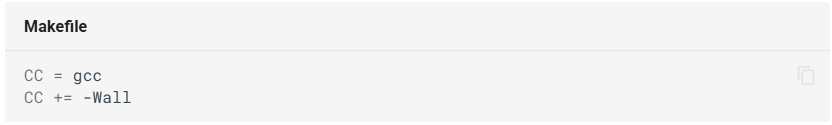 Makefile
CC = gcc
CC += -Wall